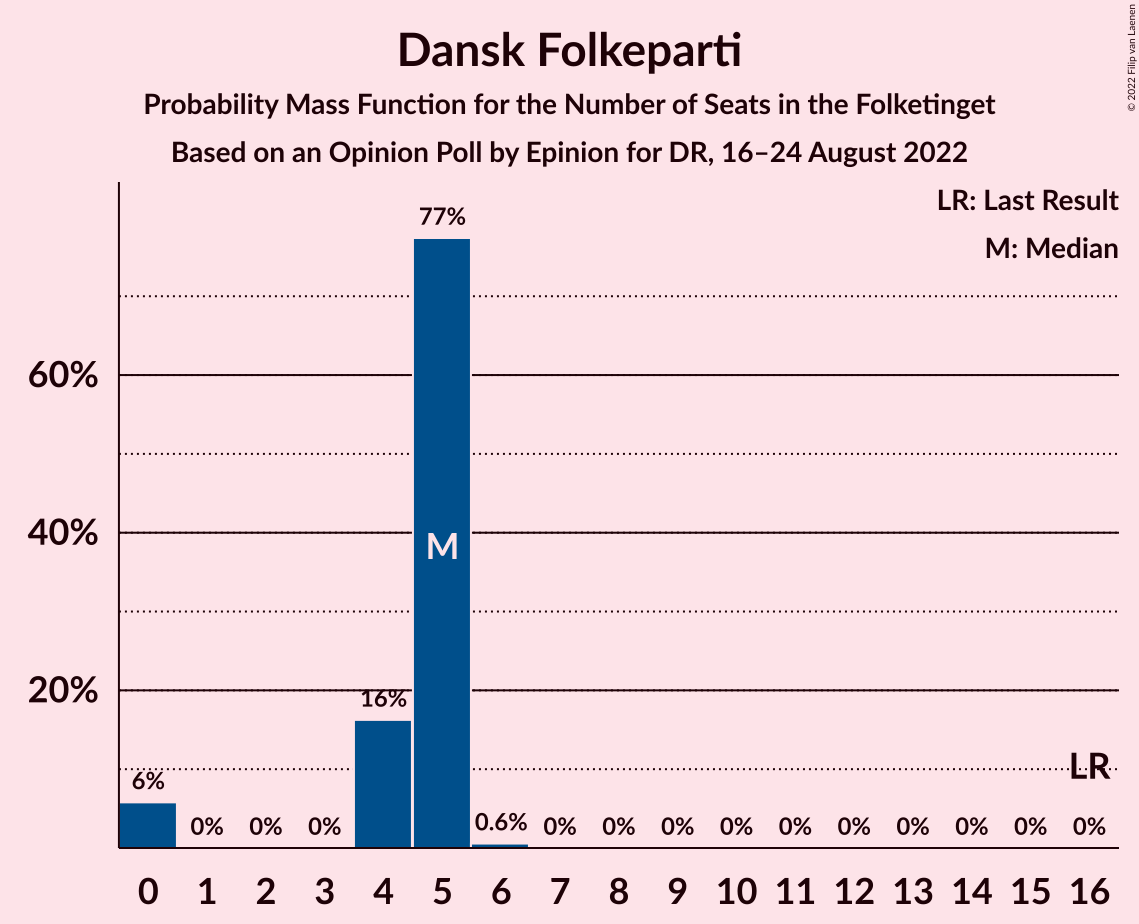 Dansk Folkeparti
Probability Mass Function for the Number of Seats in the Folketinget
Based on an Opinion Poll by Epinion for DR, 16–24 August 2022
© 2022 Filip van Laenen
LR: Last Result
M: Median
77%
60%
40%
M
20%
16%
LR
6%
0% 0% 0% 0.6% 0% 0% 0% 0% 0% 0% 0% 0% 0% 0%
0 1 2 3 4 5 6 7 8 9 10 11 12 13 14 15 16